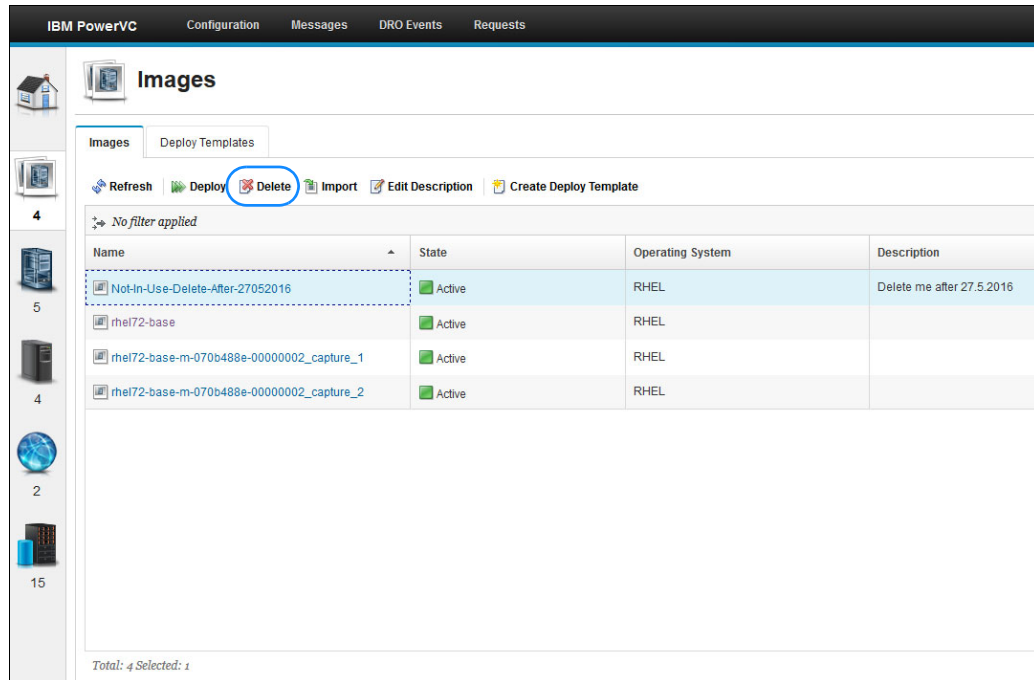 IBM PowerVC Configuration Messages DRO Events Requests
Images
Images Deploy Templates
Refresh Deploy Delete Import Edit Description Create Deploy Template
4
No filter applied
Name State Operating System Description
Not-In-Use-Delete-After-27052016 Active RHEL Delete me after 27.5.2016
5
rhel72-base Active RHEL
rhel72-base-m-070b488e-00000002_capture_1 Active RHEL
rhel72-base-m-070b488e-00000002_capture_2 Active RHEL
4
2
15
Total: 4 Selected: 1